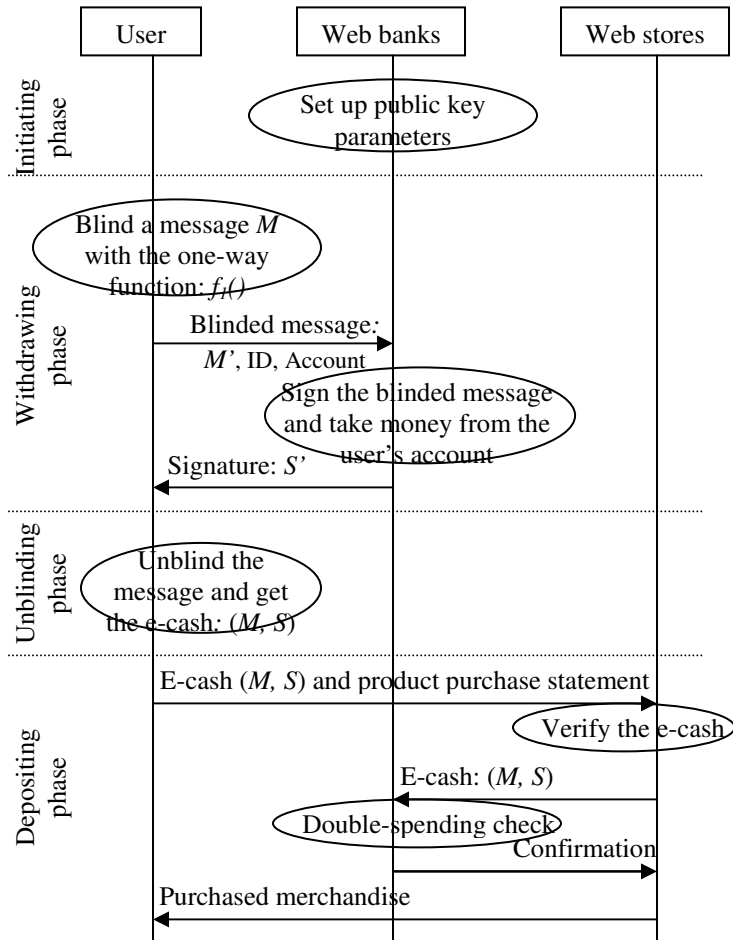 User
Web banks
Web stores
Initiating
phase
Set up public key
parameters
Withdrawing
phase
Blind a message M
with the one-way
function: f1()
Blinded message:
M’, ID, Account
Sign the blinded message
and take money from the
user’s account
Signature: S’
Unblinding
phase
Unblind the
message and get
the e-cash: (M, S)
Depositing
phase
E-cash (M, S) and product purchase statement
Verify the e-cash
E-cash: (M, S)
Double-spending check
Confirmation
Purchased merchandise